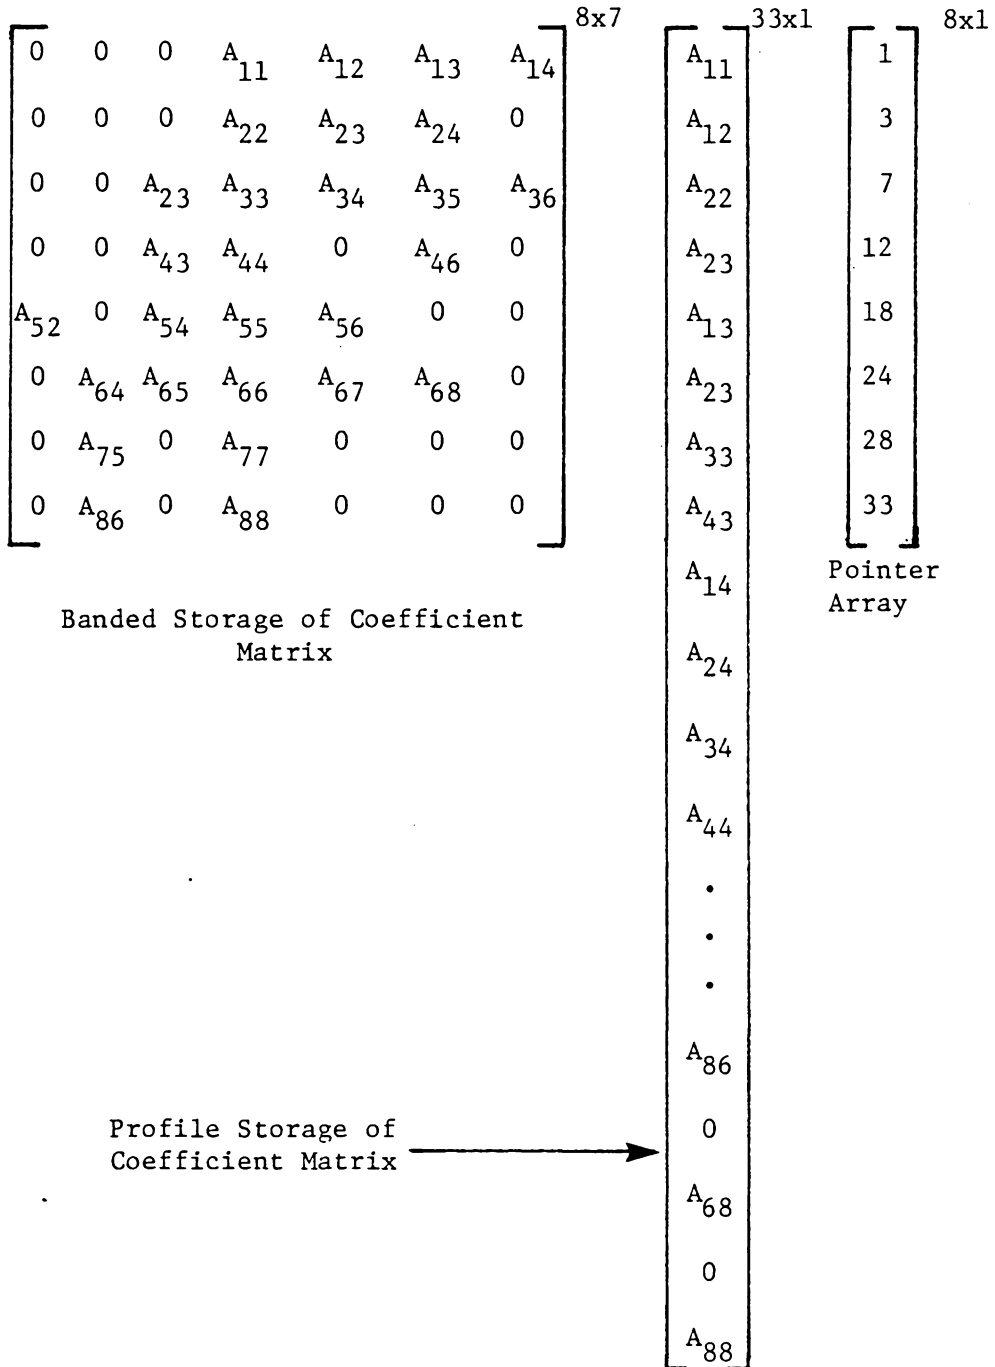 8x7 33x1 8x1
0 0 0 A11 A12 A13 A14 A11 1
0 0 0 A22 A23 A24 0 A12 3
0 0 A23 A33 A34 A35 A36 A22 7
0 0 A43 A44 0 A46 0 A23 12
A52 0 A54 A55 A56 0 0 A13 18
0 A64 A65 A66 A67 A68 0 A23 24
0 A75 0 A77 0 0 0 A33 28
0 A86 0 A88 0 0 0 A43 33
Banded Storage of Coefficient
Matrix
Pointer
Array
A14
A24
A34
A44
.
.
.
A86
0
A68
0
A88
Profile Storage of
Coefficient Matrix